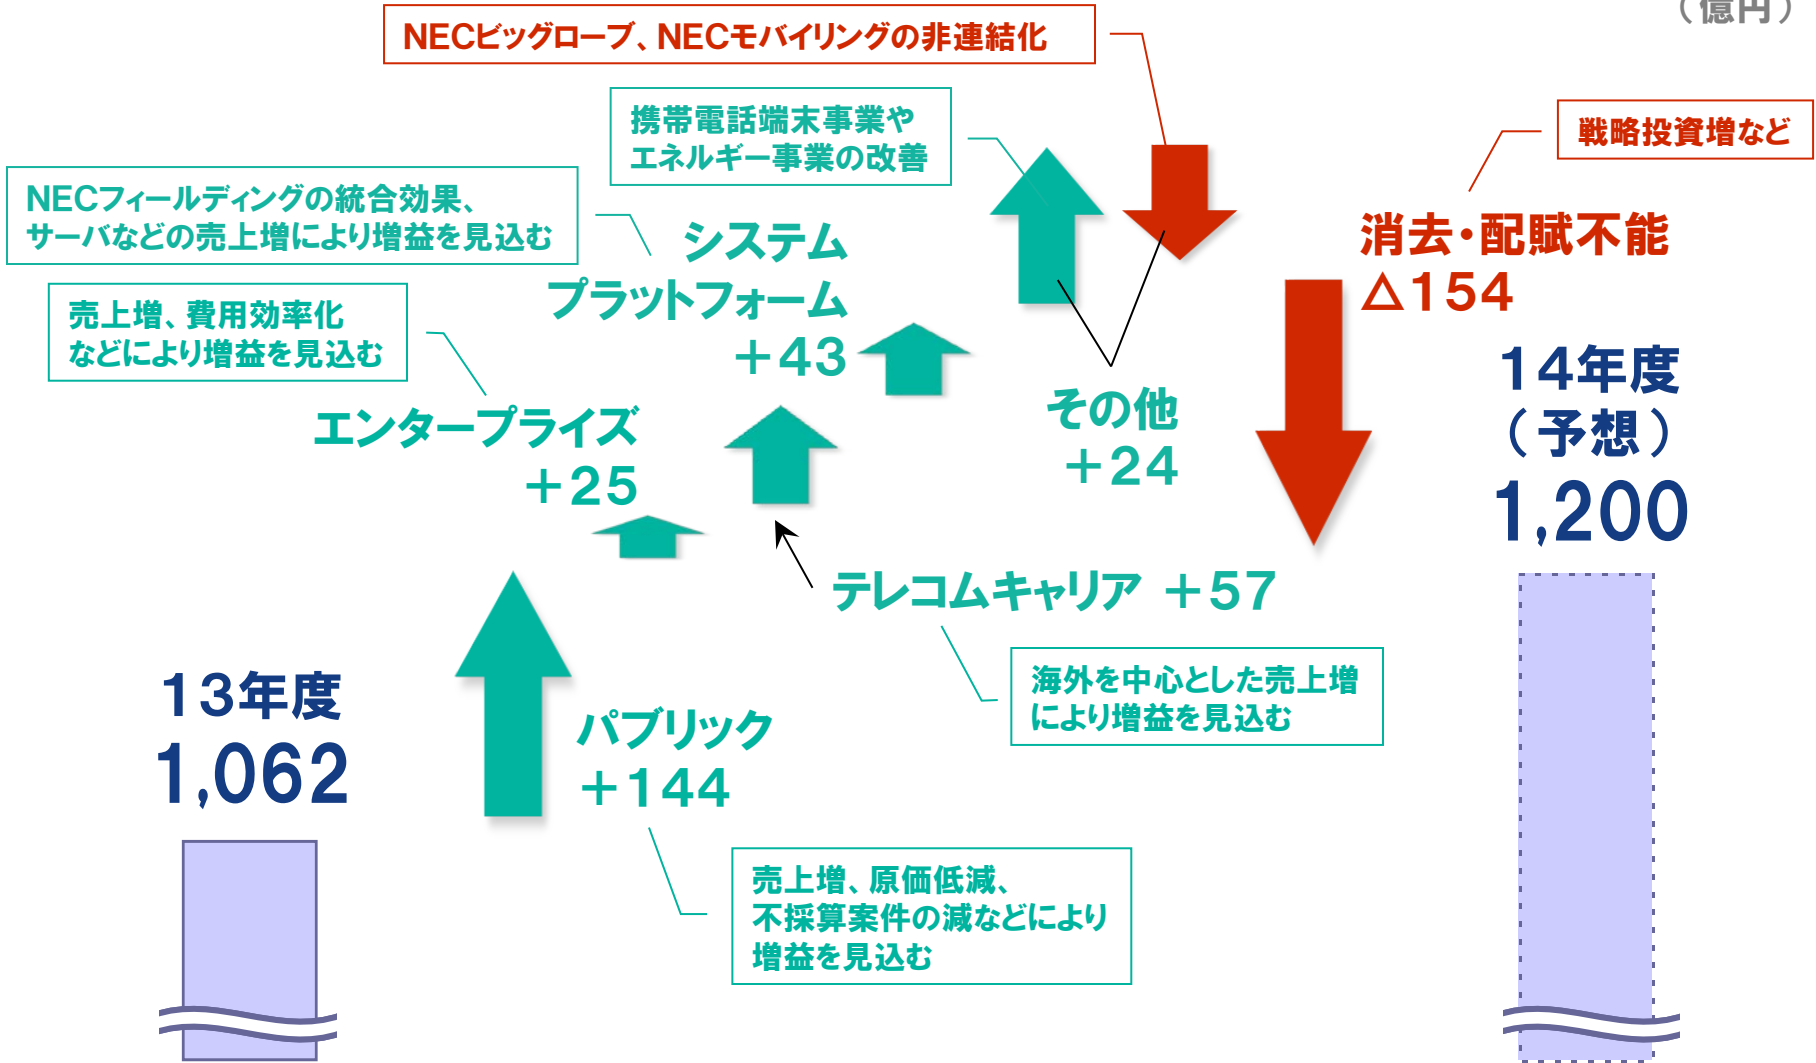 （億円）
NECビッグローブ、NECモバイリングの非連結化
携帯電話端末事業や
エネルギー事業の改善
戦略投資増など
NECフィールディングの統合効果、
サーバなどの売上増により増益を見込む
システム
プラットフォーム
＋43
消去・配賦不能
△154
売上増、費用効率化
などにより増益を見込む
エンタープライズ
＋25
その他
＋24
14年度
（予想）
1,200
テレコムキャリア ＋57
海外を中心とした売上増
により増益を見込む
13年度
1,062
パブリック
＋144
売上増、原価低減、
不採算案件の減などにより
増益を見込む